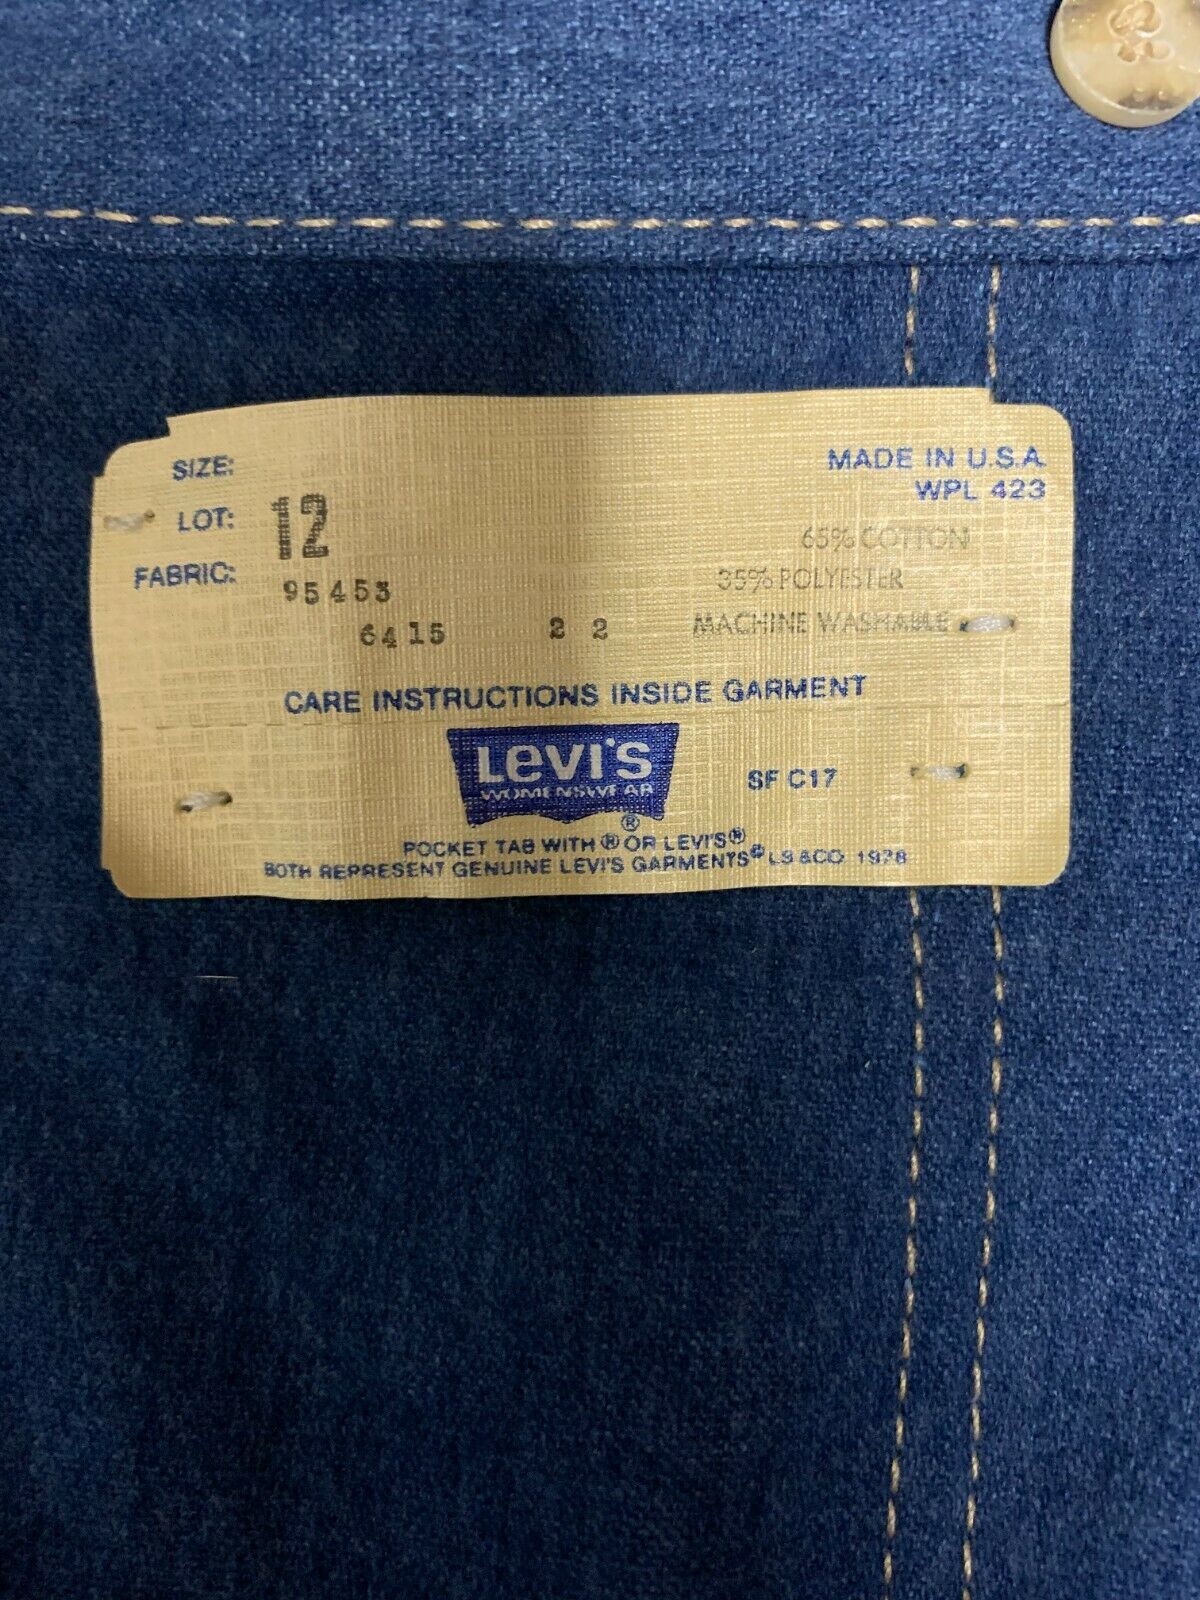 SIZE:
12
LOT:
95453
FABRIC:
6415 2 2
MADE IN U.S.A.
WPL 423
65% COTTON
35% POLYESTER
MACHINE WASHABLE
CARE INSTRUCTIONS INSIDE GARMENT
LEVI'S
WOMENSWEAR
®
SF C17
POCKET TAB WITH ® OR LEVI'S®
BOTH REPRESENT GENUINE LEVI'S GARMENTS © LS&CO 1978